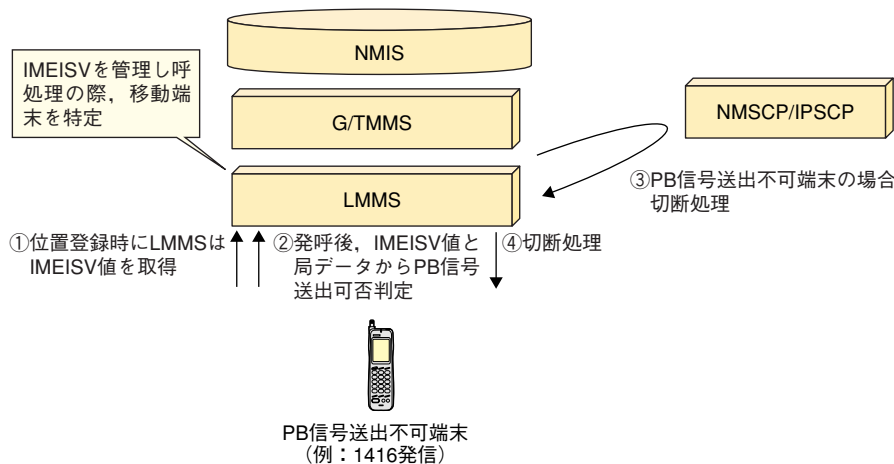 NMIS
IMEISVを管理し呼
処理の際，移動端
末を特定
G/TMMS
NMSCP/IPSCP
LMMS
③PB信号送出不可端末の場合
切断処理
①位置登録時にLMMSは
IMEISV値を取得
②発呼後，IMEISV値と
局データからPB信号
送出可否判定
④切断処理
PB信号送出不可端末
（例：1416発信）